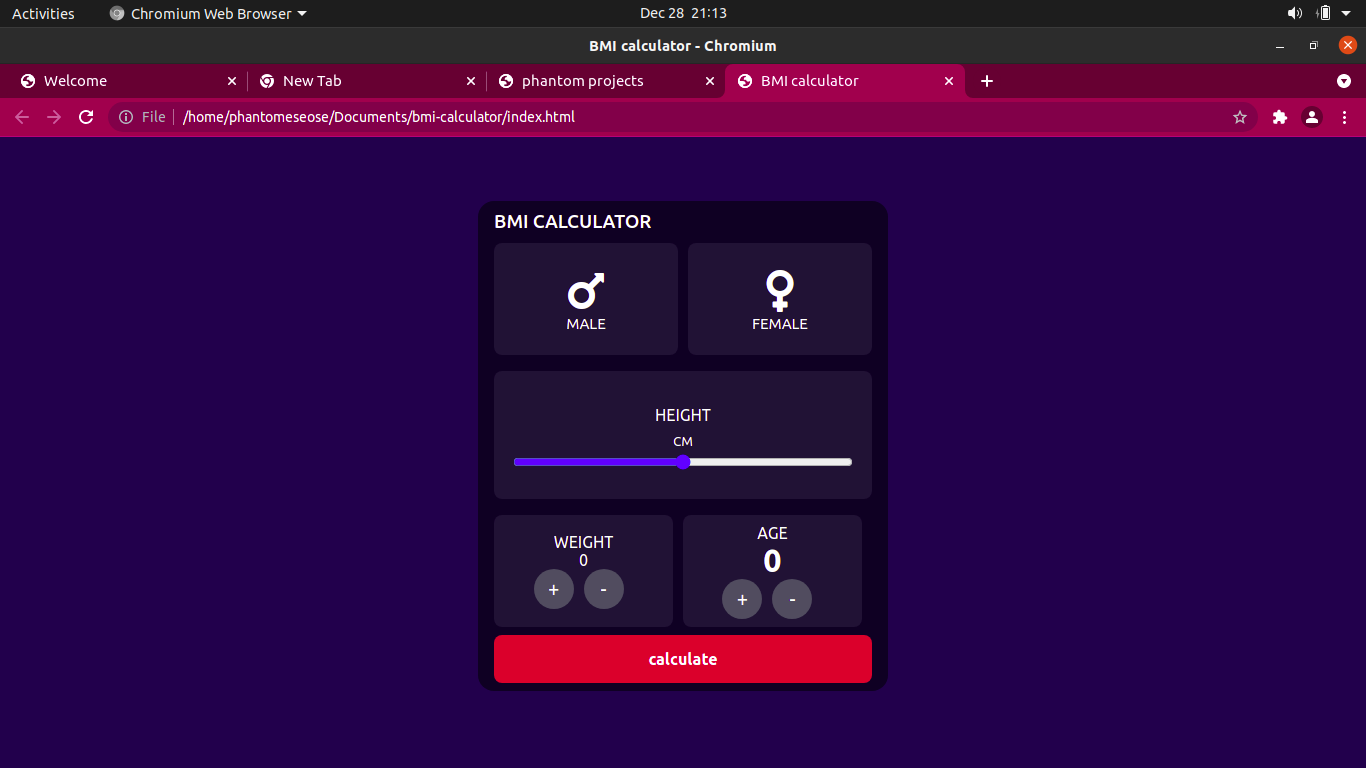 Activities Chromium Web Browser Dec 28 21:13
BMI calculator - Chromium
Welcome New Tab phantom projects BMI calculator
File /home/phantomeseose/Documents/bmi-calculator/index.html
BMI CALCULATOR
MALE FEMALE
HEIGHT
CM
WEIGHT AGE
0 0
+ - + -
calculate